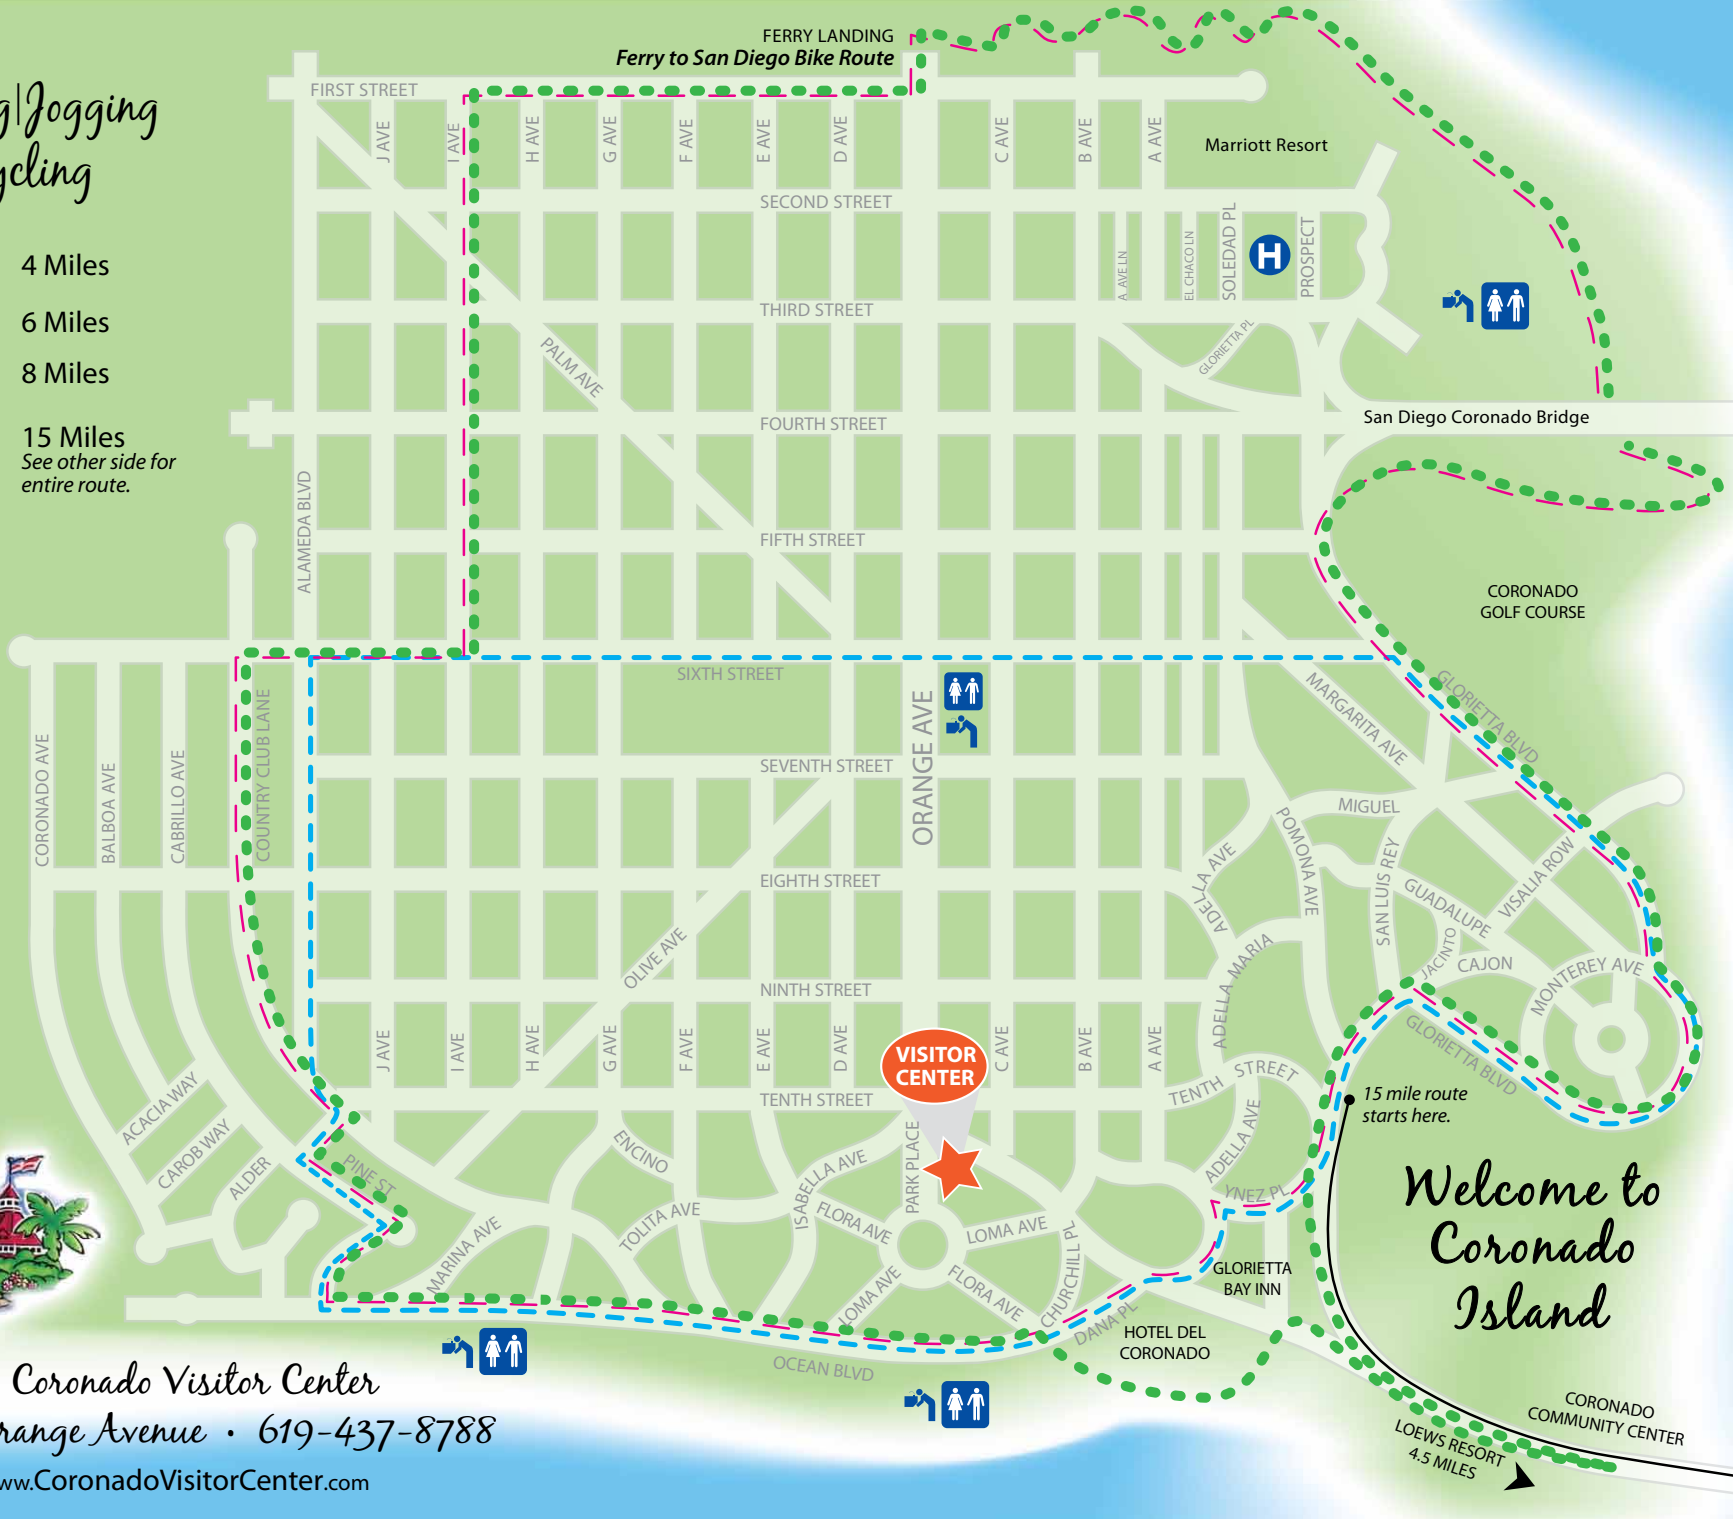 FERRY LANDING
Ferry to San Diego Bike Route
g|Jogging
ycling
4 Miles
6 Miles
8 Miles
15 Miles
See other side for
entire route.
FIRST STREET
J AVE
I AVE
H AVE
G AVE
F AVE
E AVE
D AVE
C AVE
B AVE
A AVE
Marriott Resort
SECOND STREET
A AVE LN
EL CHACO LN
SOLEDAD PL
H
PROSPECT
THIRD STREET
GLORIETTA PL
PALM AVE
San Diego Coronado Bridge
FOURTH STREET
ALAMEDA BLVD
FIFTH STREET
CORONADO
GOLF COURSE
SIXTH STREET
ORANGE AVE
MARGARITA AVE
GLORIETTA BLVD
CORONADO AVE
BALBOA AVE
CABRILLO AVE
COUNTRY CLUB LANE
SEVENTH STREET
MIGUEL
POMONA AVE
ADELLA AVE
SAN LUIS REY
GUADALUPE
VISALIA ROW
EIGHTH STREET
OLIVE AVE
ADELLA MARIA
JACINTO
CAJON
MONTEREY AVE
NINTH STREET
GLORIETTA BLVD
J AVE
I AVE
H AVE
G AVE
F AVE
E AVE
D AVE
C AVE
B AVE
A AVE
VISITOR
CENTER
TENTH STREET
TENTH STREET
15 mile route
starts here.
ACACIA WAY
CAROB WAY
ALDER
PINE ST
ENCINO
ISABELLA AVE
PARK PLACE
ADELLA AVE
YNEZ PL
MARINA AVE
TOLITA AVE
FLORA AVE
LOMA AVE
CHURCHILL PL
LOMA AVE
FLORA AVE
DANA PL
GLORIETTA
BAY INN
HOTEL DEL
CORONADO
OCEAN BLVD
Welcome to
Coronado
Island
CORONADO
COMMUNITY CENTER
LOEWS RESORT
4.5 MILES
Coronado Visitor Center
range Avenue • 619-437-8788
ww.CoronadoVisitorCenter.com